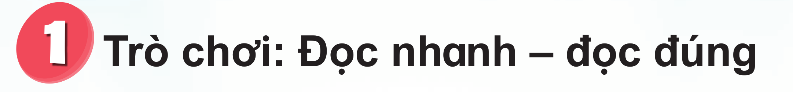 1 Trò chơi: Đọc nhanh – đọc đúng